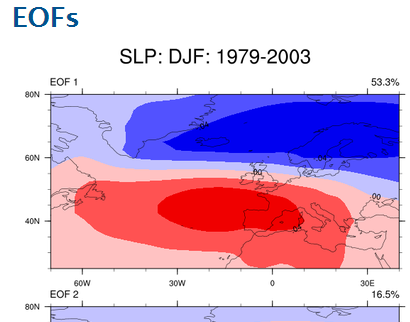 EOFs
SLP: DJF: 1979-2003
EOF 1 53.3%
80N
60N
40N
60W 30W 0 30E
EOF 2 16.5%
80N